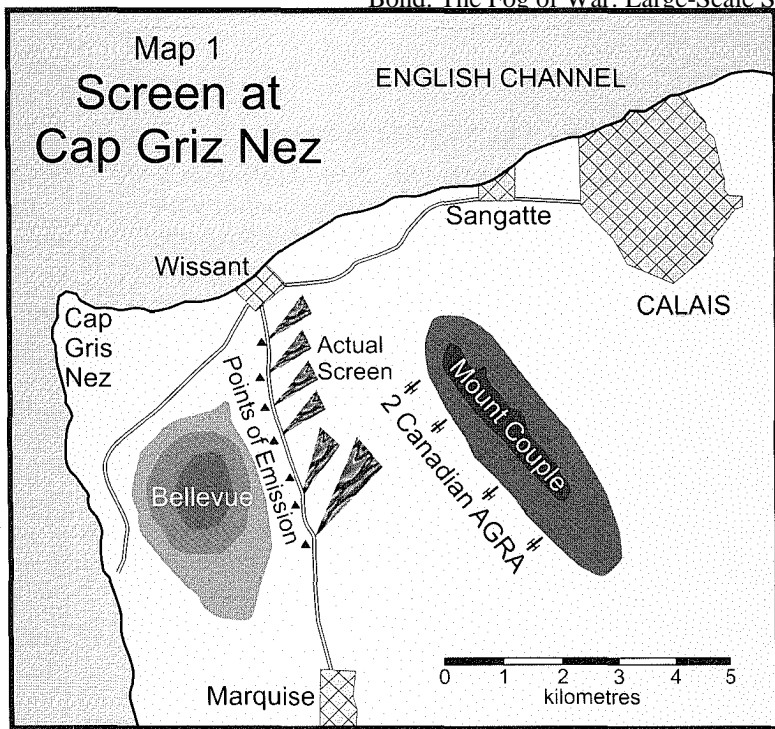 Bond: The Fog of War: Large-Scale S
Map 1
Screen at
Cap Griz Nez
ENGLISH CHANNEL
Sangatte
Wissant
CALAIS
Cap
Gris
Nez
Actual
Screen
Points of Emission
Mount Couple
2 Canadian AGRA
Bellevue
Marquise
0 1 2 3 4 5
kilometres